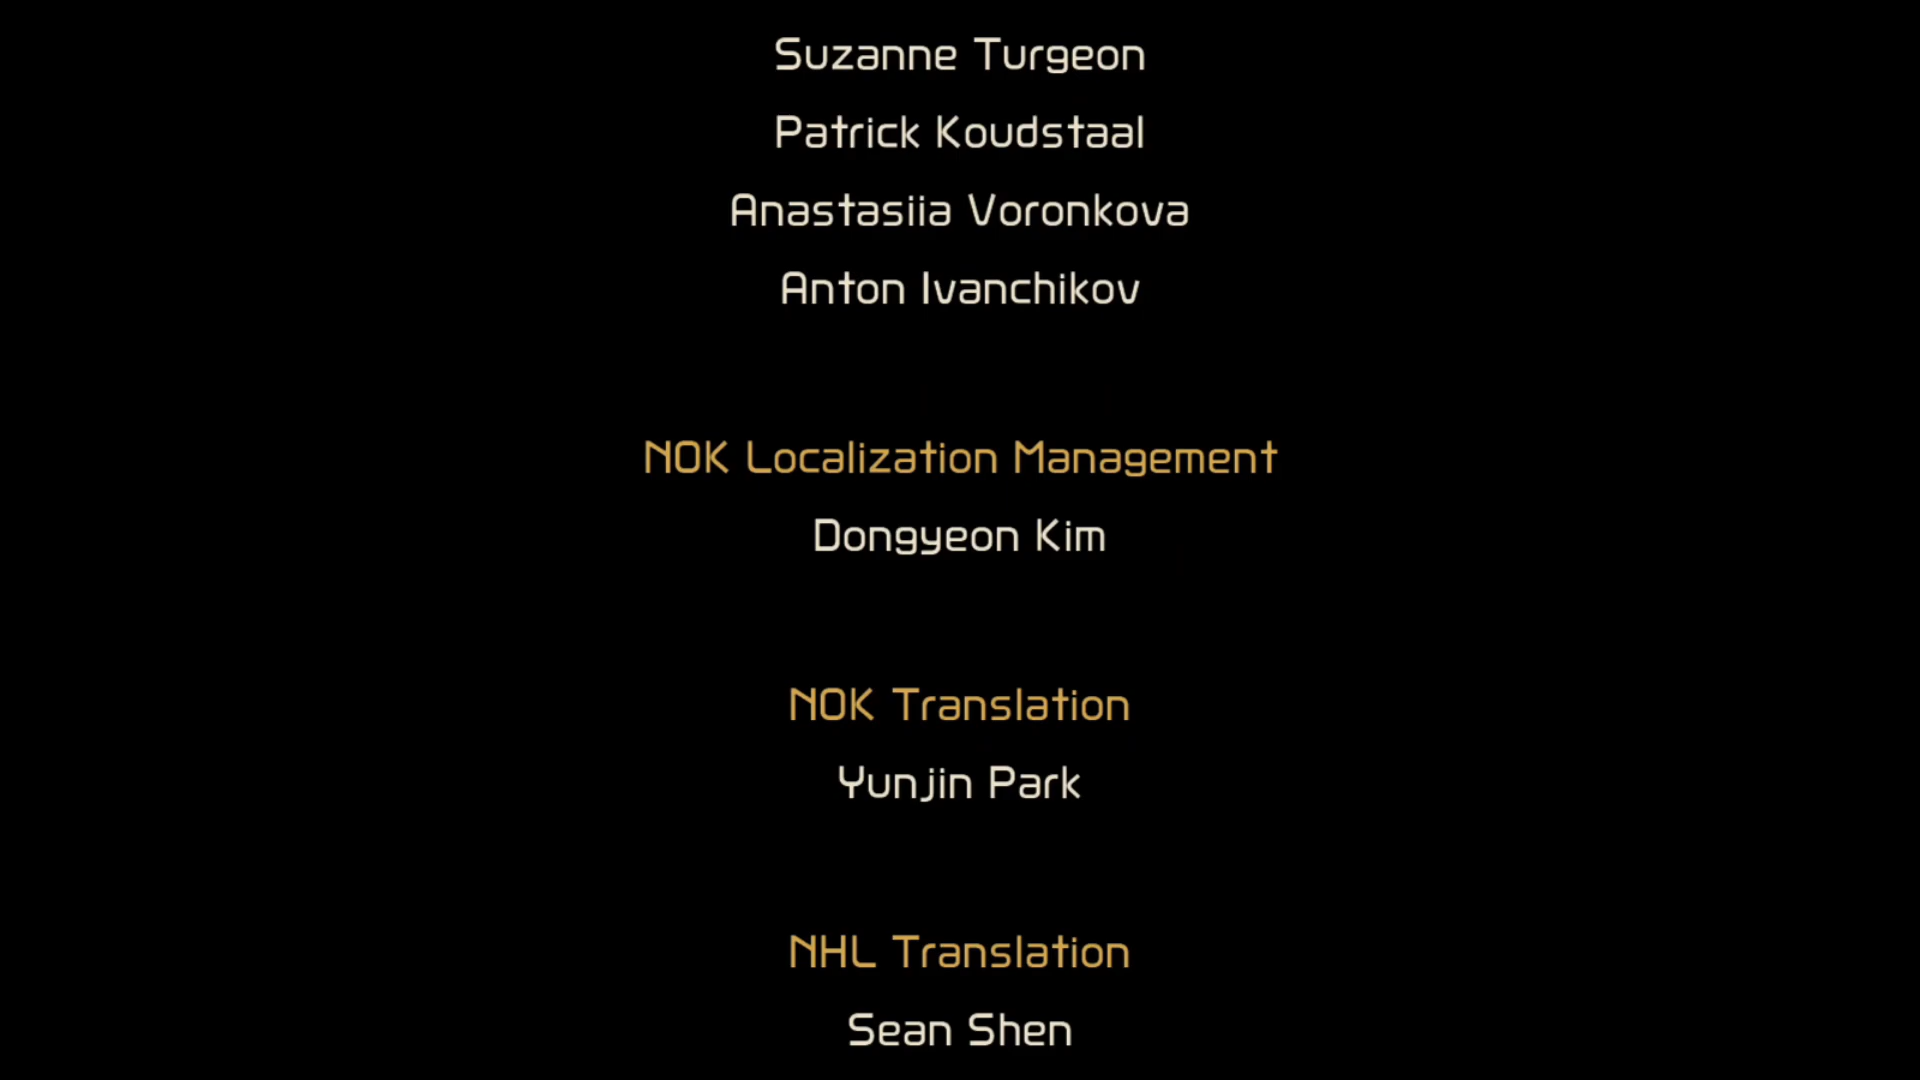 Suzanne Turgeon
Patrick Koudstaal
Anastasiia Voronkova
Anton Ivanchikov
NOK Localization Management
Dongyeon Kim
NOK Translation
Yunjin Park
NHL Translation
Sean Shen